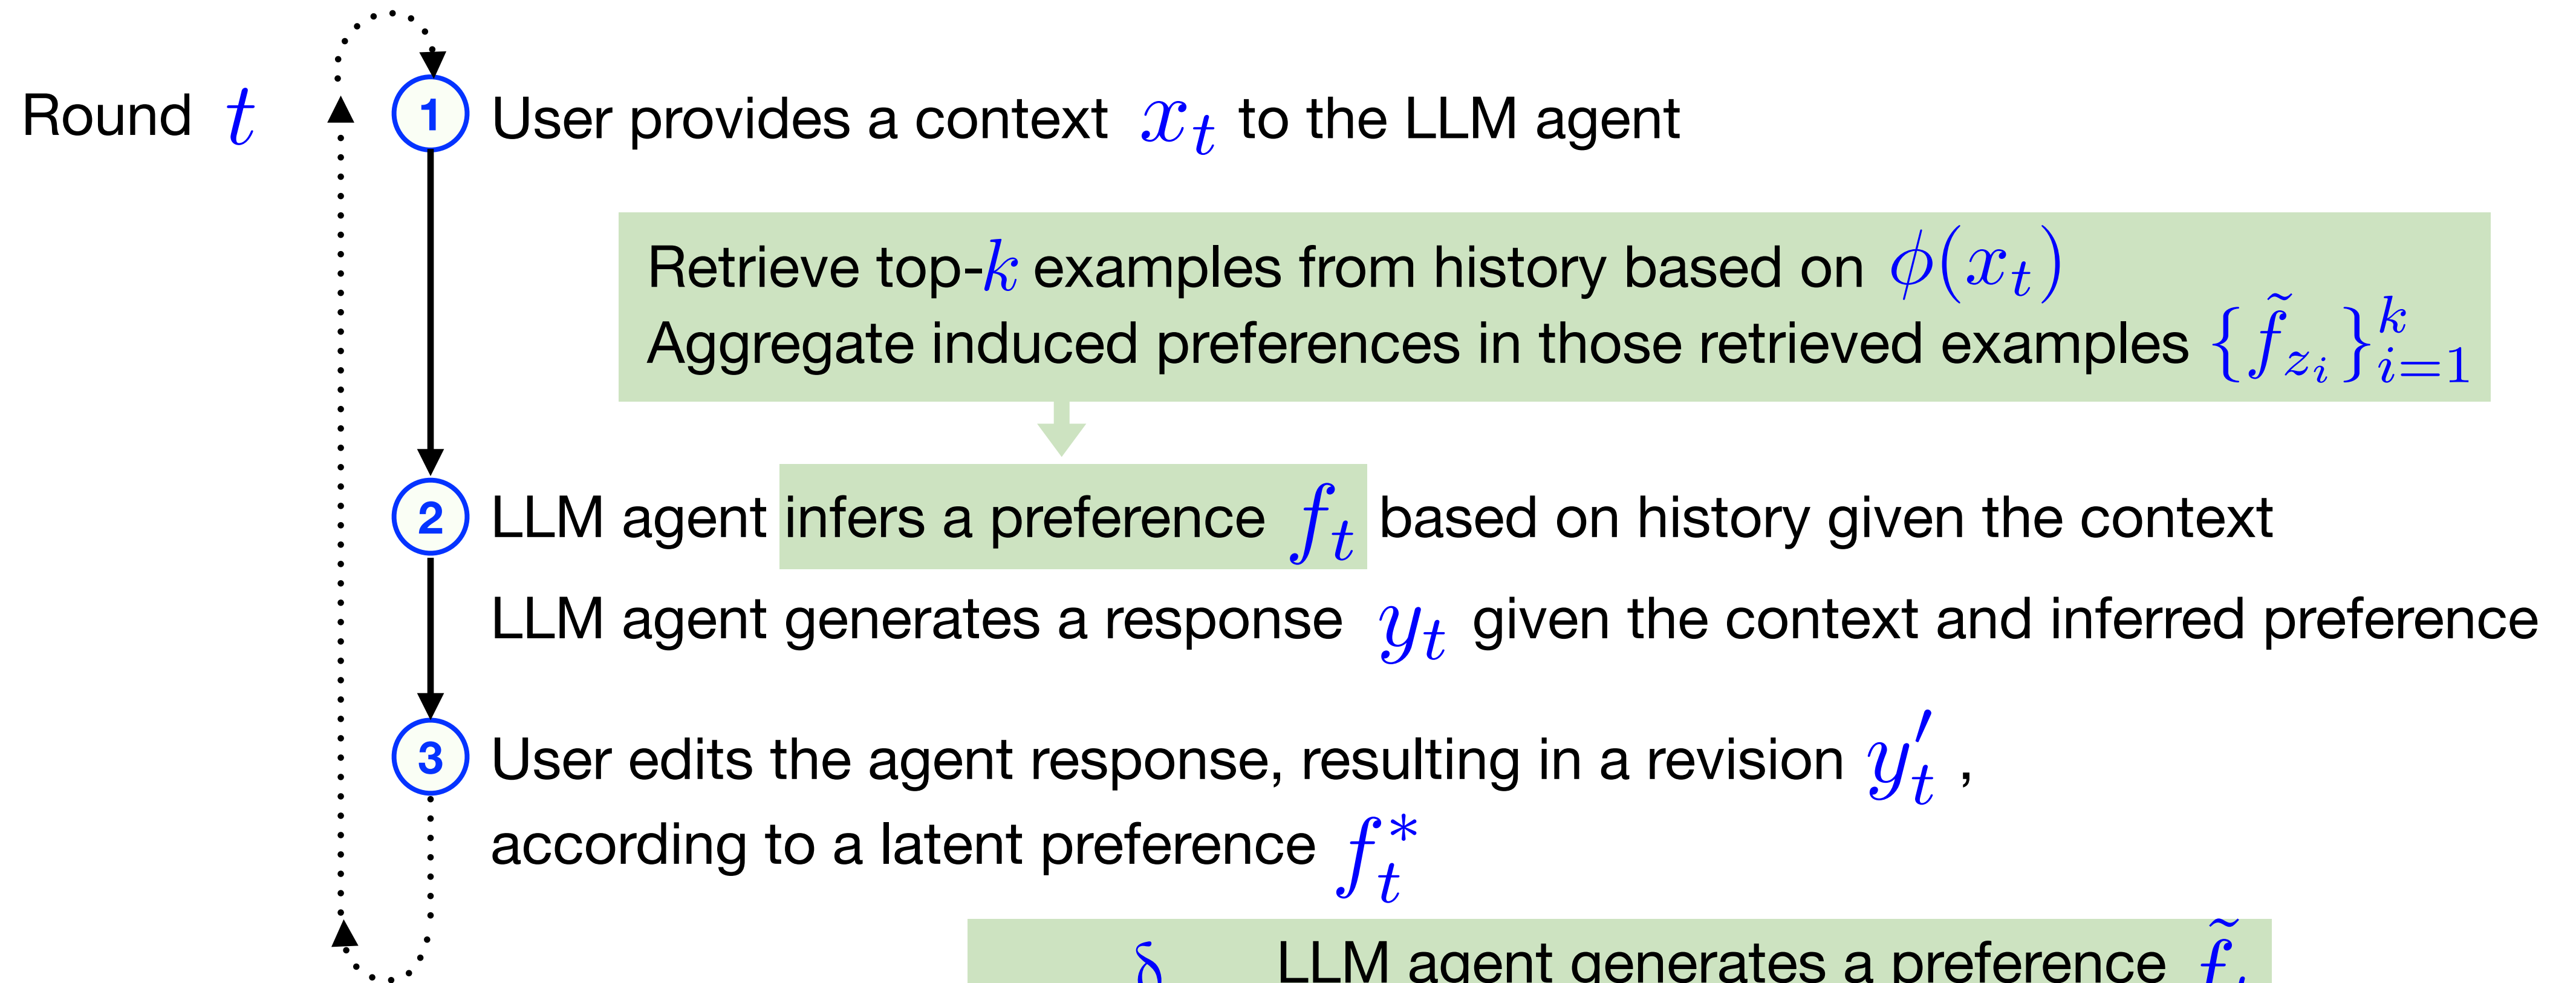 Round t
1 User provides a context x_t to the LLM agent
Retrieve top-k examples from history based on ϕ(x_t)
Aggregate induced preferences in those retrieved examples {f̃_{z_i}}_{i=1}^k
2 LLM agent infers a preference f_t based on history given the context
LLM agent generates a response y_t given the context and inferred preference
3 User edits the agent response, resulting in a revision y′_t ,
according to a latent preference f_t^*
δ LLM agent generates a preference f̃